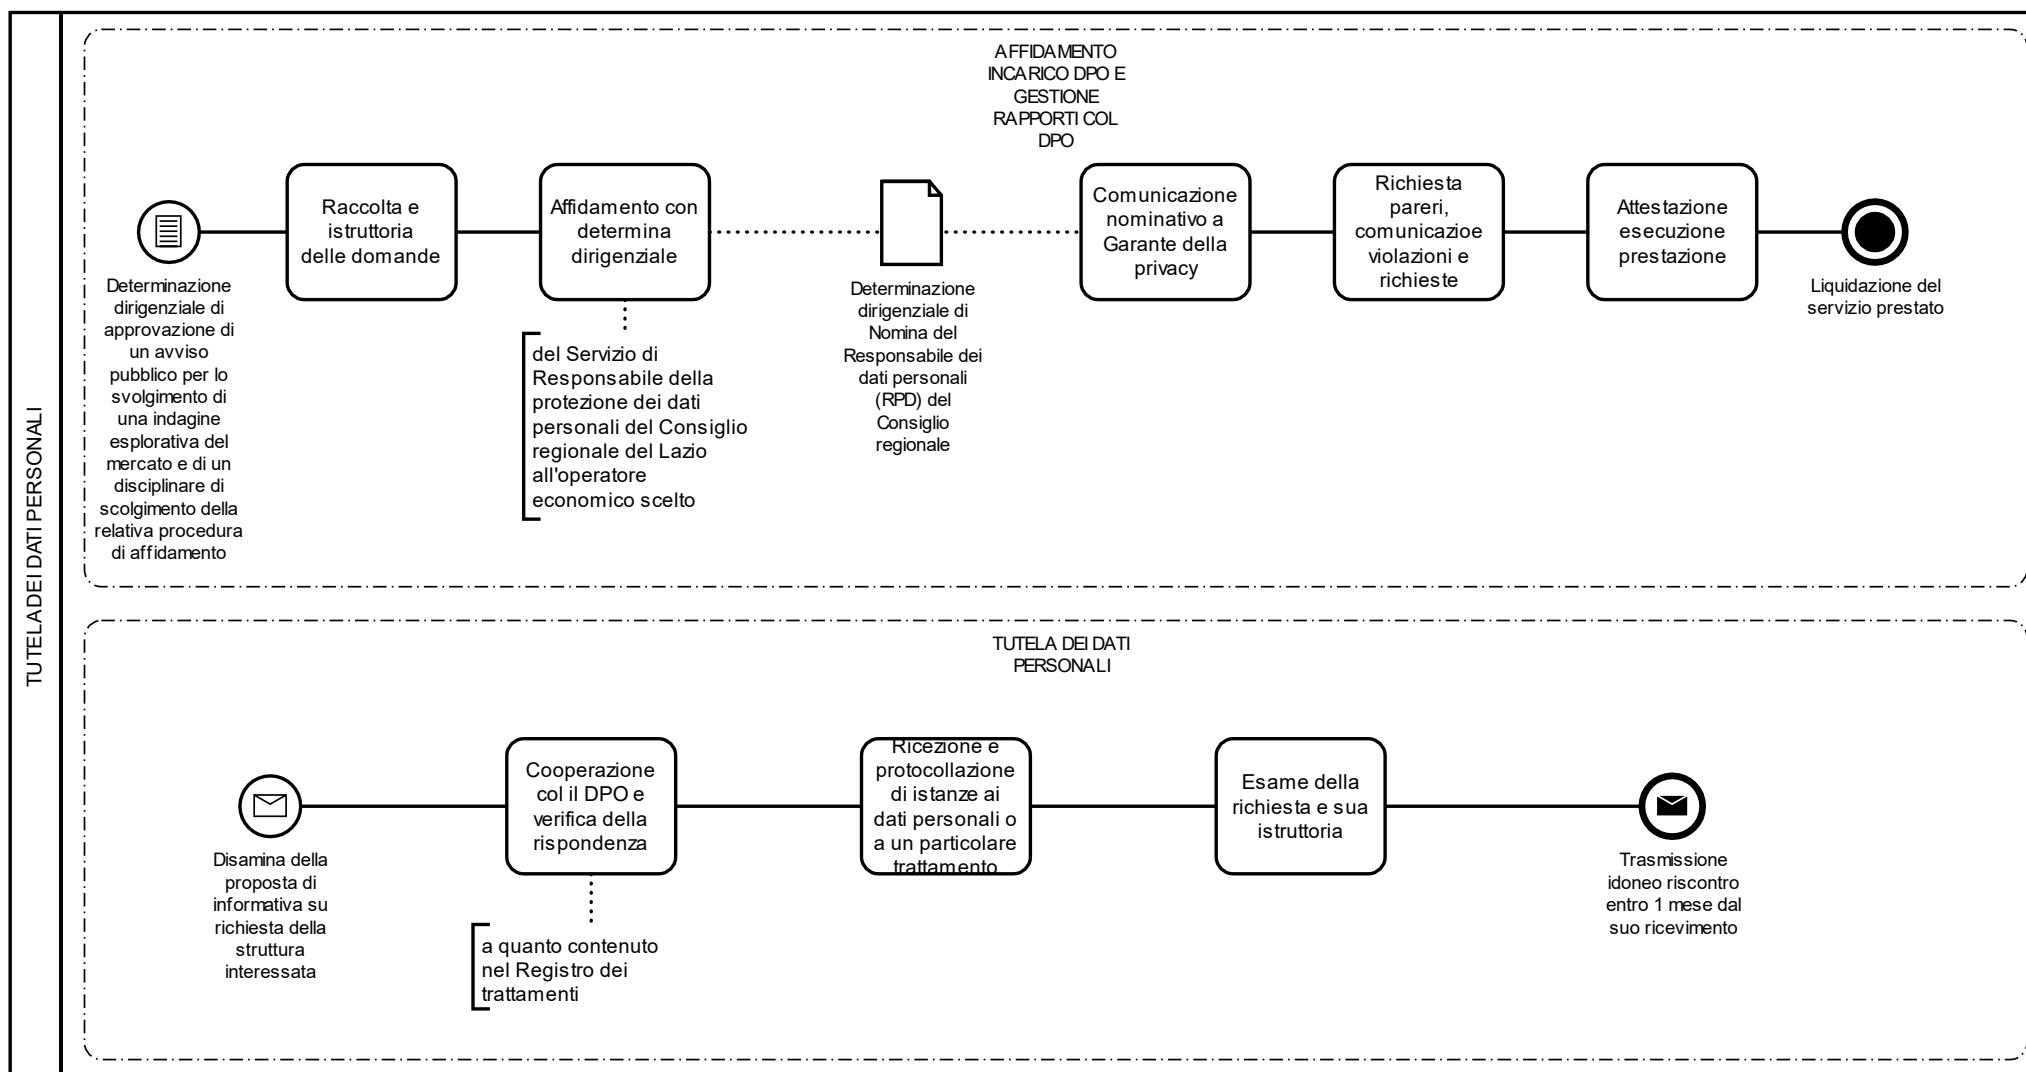 TUTELA DEI DATI PERSONALI
AFFIDAMENTO
INCARICO DPO E
GESTIONE
RAPPORTI COL
DPO
Determinazione
dirigenziale di
approvazione di
un avviso
pubblico per lo
svolgimento di
una indagine
esplorativa del
mercato e di un
disciplinare di
scolgimento della
relativa procedura
di affidamento
Raccolta e
istruttoria
delle domande
Affidamento con
determina
dirigenziale
del Servizio di
Responsabile della
protezione dei dati
personali del Consiglio
regionale del Lazio
all'operatore
economico scelto
Determinazione
dirigenziale di
Nomina del
Responsabile dei
dati personali
(RPD) del
Consiglio
regionale
Comunicazione
nominativo a
Garante della
privacy
Richiesta
pareri,
comunicazioe
violazioni e
richieste
Attestazione
esecuzione
prestazione
Liquidazione del
servizio prestato
TUTELA DEI DATI
PERSONALI
Disamina della
proposta di
informativa su
richiesta della
struttura
interessata
Cooperazione
col il DPO e
verifica della
rispondenza
a quanto contenuto
nel Registro dei
trattamenti
Ricezione e
protocollazione
di istanze ai
dati personali o
a un particolare
trattamento
Esame della
richiesta e sua
istruttoria
Trasmissione
idoneo riscontro
entro 1 mese dal
suo ricevimento